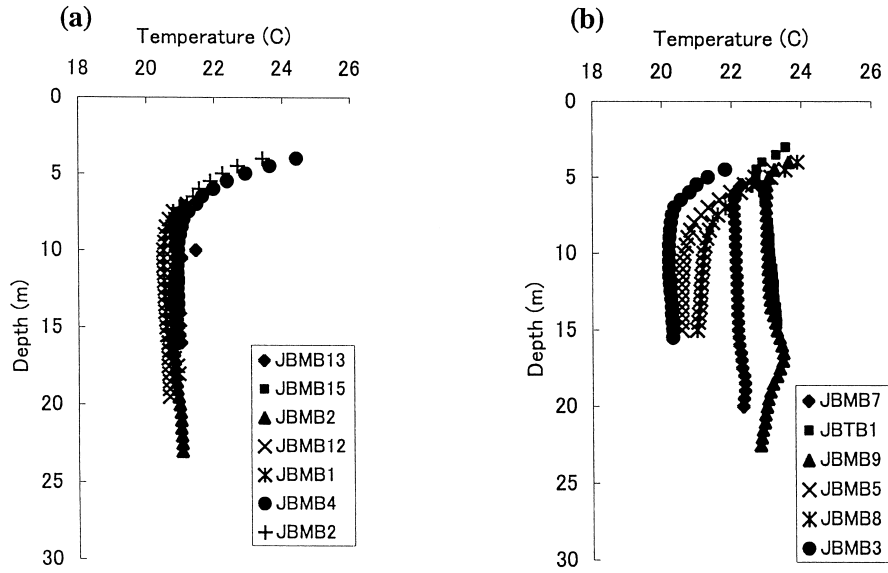 (a)
Temperature (C)
18 20 22 24 26
0
5
10
15
20
25
30
Depth (m)
JBMB13
JBMB15
JBMB2
JBMB12
JBMB1
JBMB4
JBMB2
(b)
Temperature (C)
18 20 22 24 26
0
5
10
15
20
25
30
Depth (m)
JBMB7
JBTB1
JBMB9
JBMB5
JBMB8
JBMB3